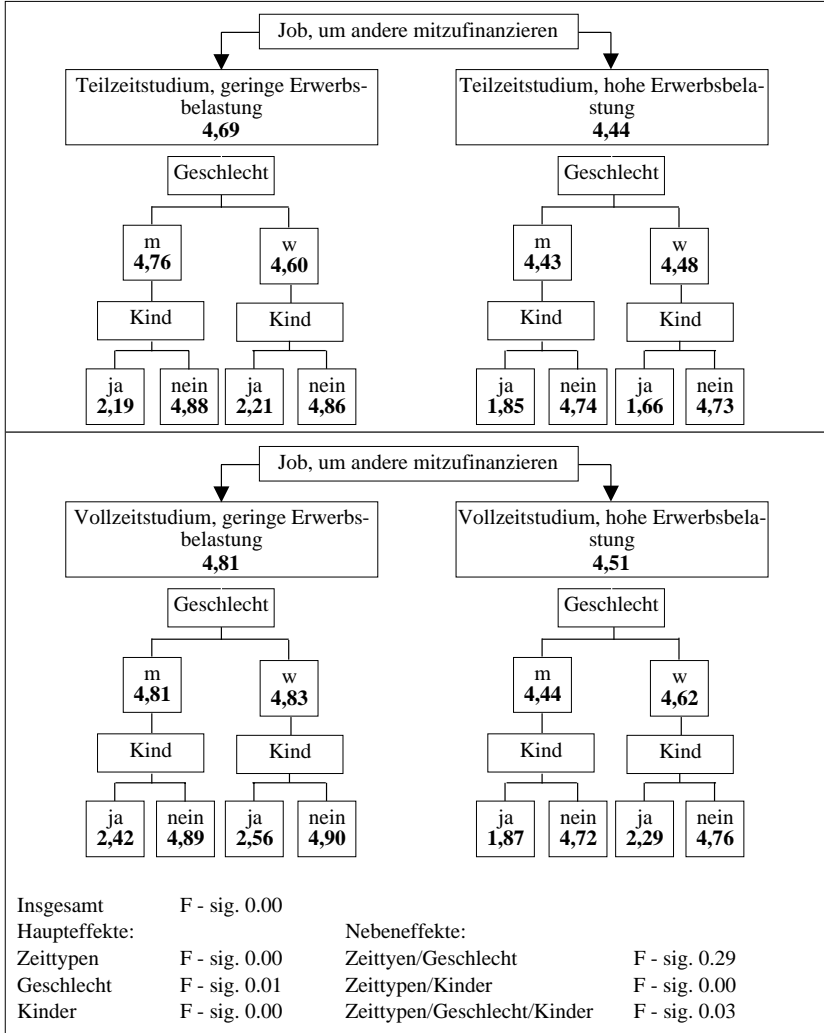 Job, um andere mitzufinanzieren
Teilzeitstudium, geringe Erwerbs-
belastung
4,69
Teilzeitstudium, hohe Erwerbsbela-
stung
4,44
Geschlecht
Geschlecht
m
4,76
w
4,60
m
4,43
w
4,48
Kind
Kind
Kind
Kind
ja
2,19
nein
4,88
ja
2,21
nein
4,86
ja
1,85
nein
4,74
ja
1,66
nein
4,73
Job, um andere mitzufinanzieren
Vollzeitstudium, geringe Erwerbs-
belastung
4,81
Vollzeitstudium, hohe Erwerbsbela-
stung
4,51
Geschlecht
Geschlecht
m
4,81
w
4,83
m
4,44
w
4,62
Kind
Kind
Kind
Kind
ja
2,42
nein
4,89
ja
2,56
nein
4,90
ja
1,87
nein
4,72
ja
2,29
nein
4,76
Insgesamt F - sig. 0.00
Haupteffekte: Nebeneffekte:
Zeittypen F - sig. 0.00 Zeittyen/Geschlecht F - sig. 0.29
Geschlecht F - sig. 0.01 Zeittypen/Kinder F - sig. 0.00
Kinder F - sig. 0.00 Zeittypen/Geschlecht/Kinder F - sig. 0.03